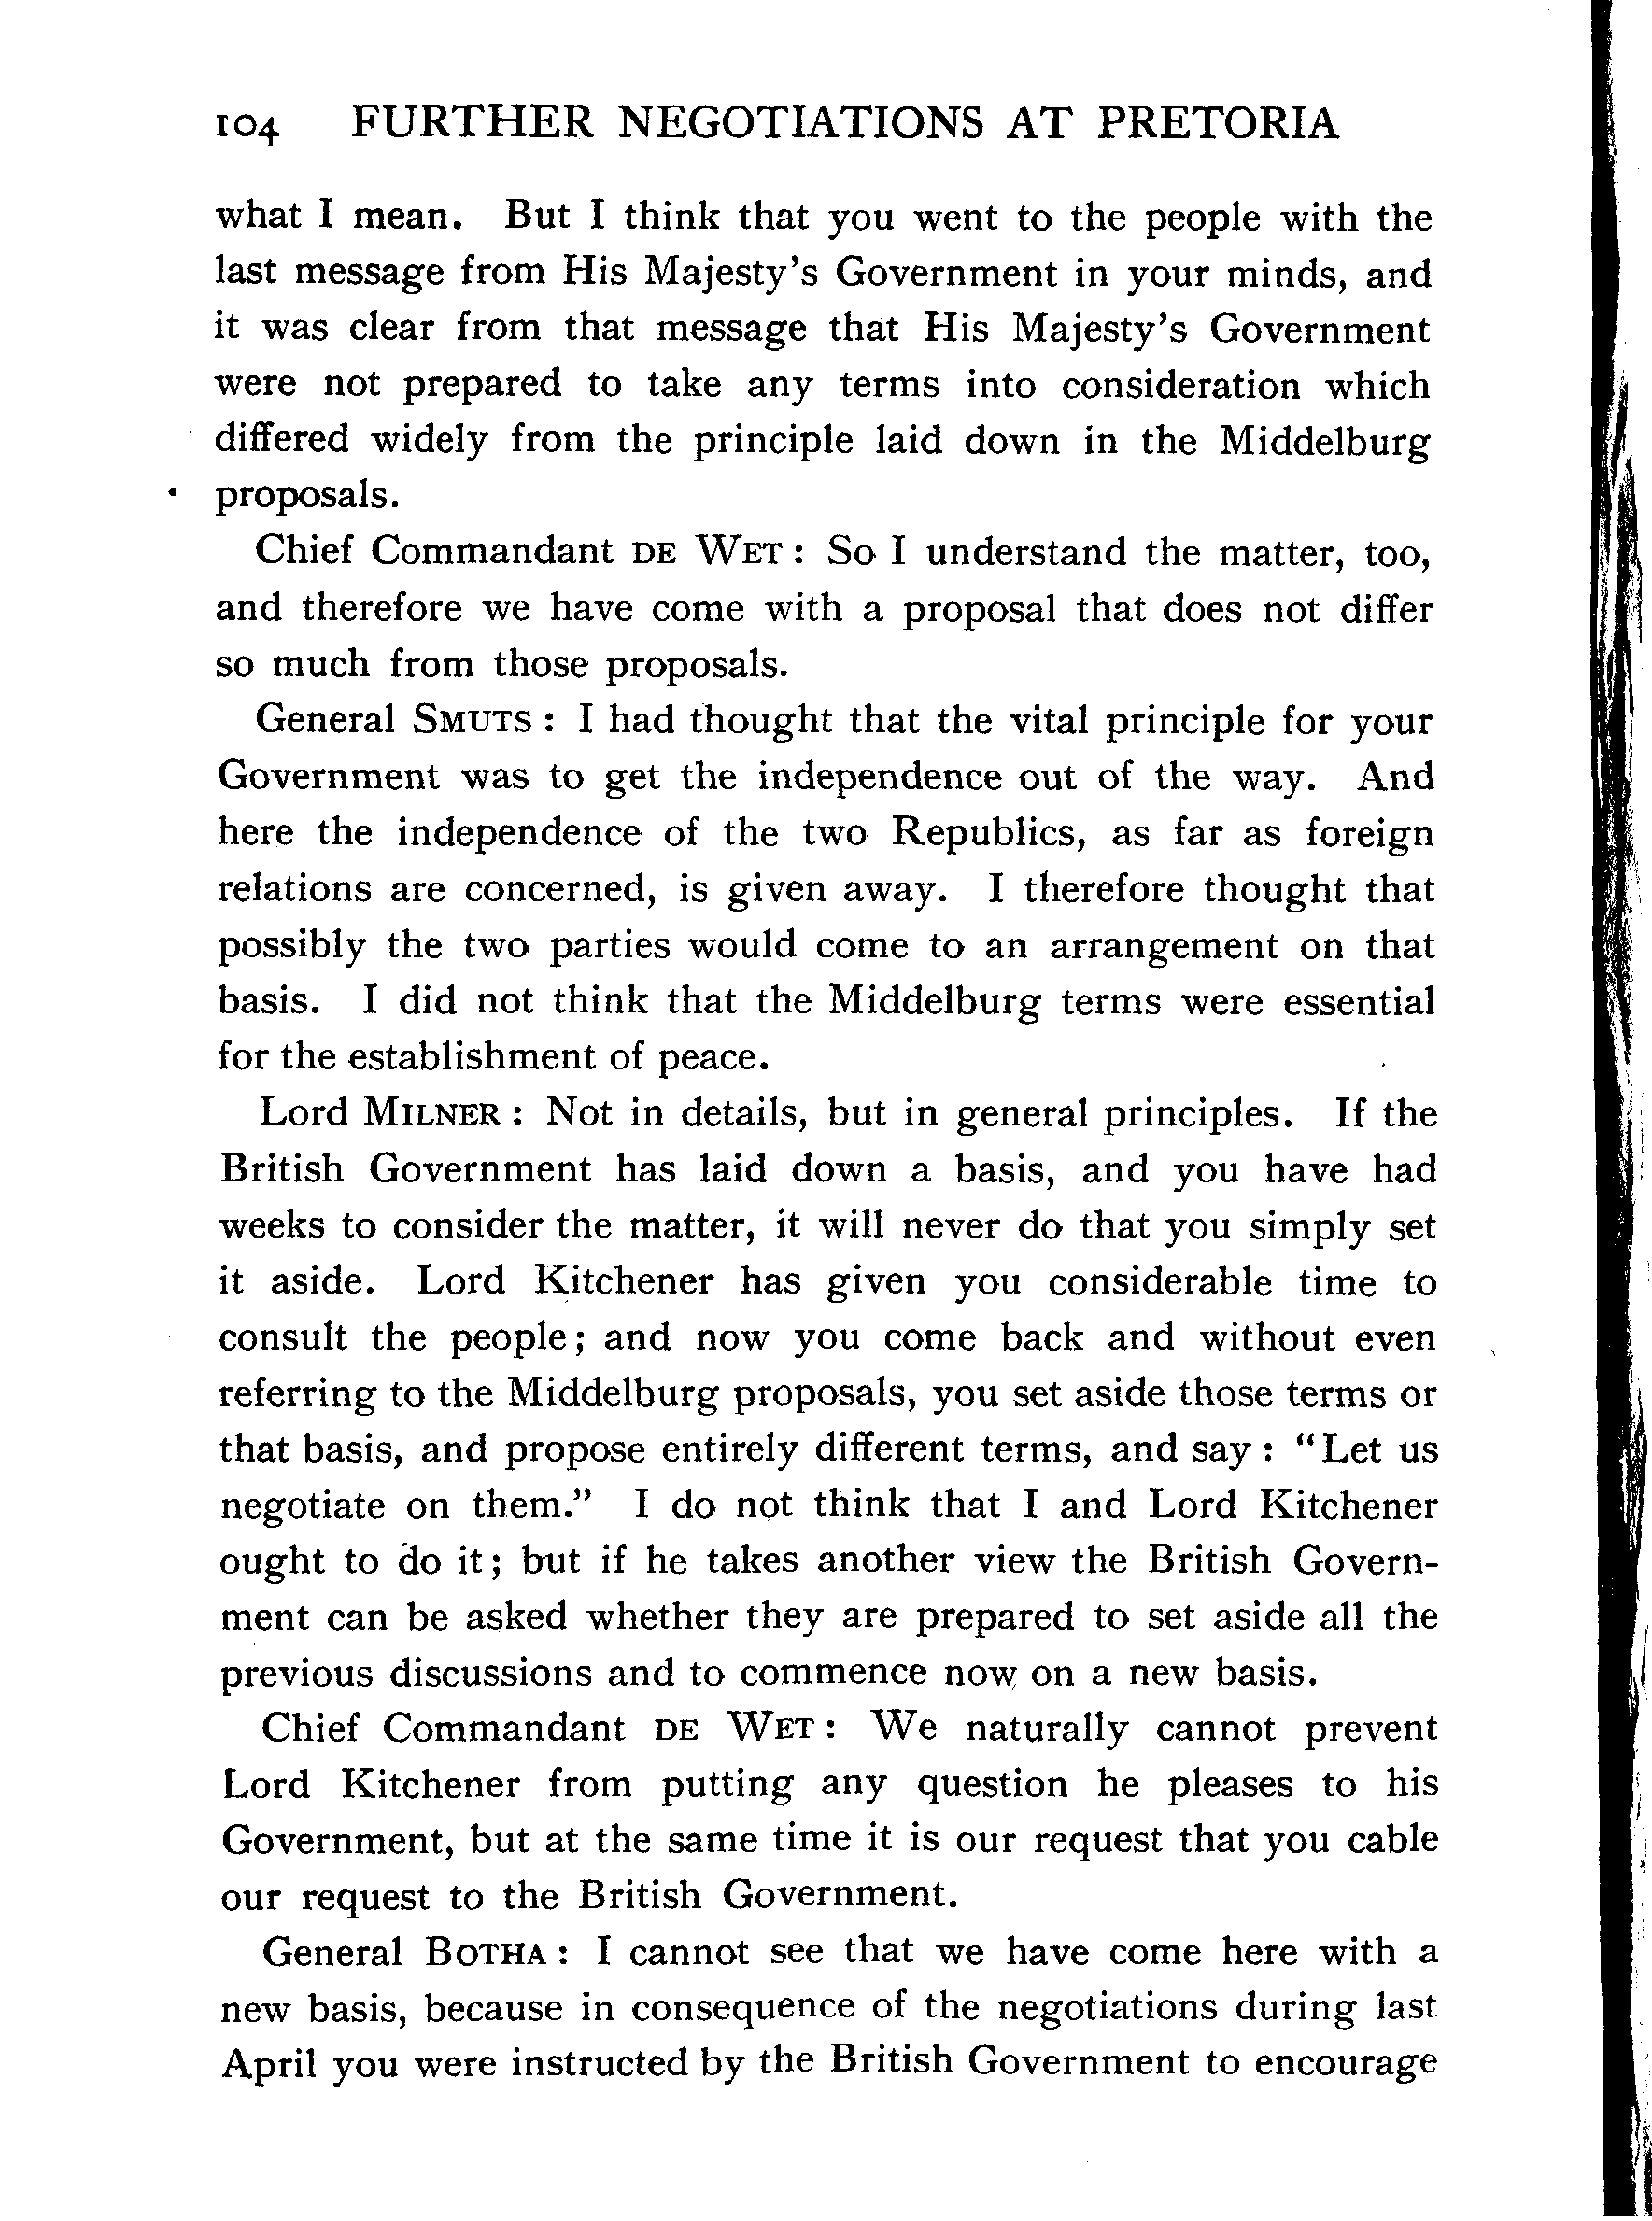 104 FURTHER NEGOTIATIONS AT PRETORIA
what I mean. But I think that you went to the people with the
last message from His Majesty's Government in your minds, and
it was clear from that message that His Majesty's Government
were not prepared to take any terms into consideration which
differed widely from the principle laid down in the Middelburg
proposals.
Chief Commandant DE WET : So I understand the matter, too,
and therefore we have come with a proposal that does not differ
so much from those proposals.
General SMUTS : I had thought that the vital principle for your
Government was to get the independence out of the way. And
here the independence of the two Republics, as far as foreign
relations are concerned, is given away. I therefore thought that
possibly the two parties would come to an arrangement on that
basis. I did not think that the Middelburg terms were essential
for the establishment of peace.
Lord MILNER : Not in details, but in general principles. If the
British Government has laid down a basis, and you have had
weeks to consider the matter, it will never do that you simply set
it aside. Lord Kitchener has given you considerable time to
consult the people; and now you come back and without even
referring to the Middelburg proposals, you set aside those terms or
that basis, and propose entirely different terms, and say : "Let us
negotiate on them." I do not think that I and Lord Kitchener
ought to do it; but if he takes another view the British Govern-
ment can be asked whether they are prepared to set aside all the
previous discussions and to commence now on a new basis.
Chief Commandant DE WET : We naturally cannot prevent
Lord Kitchener from putting any question he pleases to his
Government, but at the same time it is our request that you cable
our request to the British Government.
General BOTHA : I cannot see that we have come here with a
new basis, because in consequence of the negotiations during last
April you were instructed by the British Government to encourage